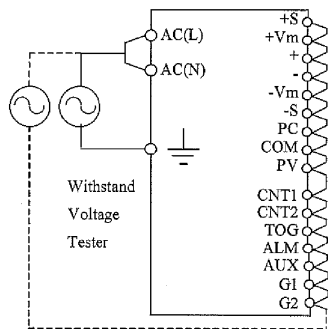 AC(L)
AC(N)
Withstand
Voltage
Tester
+S
+Vm
+
-
-Vm
-S
PC
COM
PV
CNT1
CNT2
TOG
ALM
AUX
G1
G2